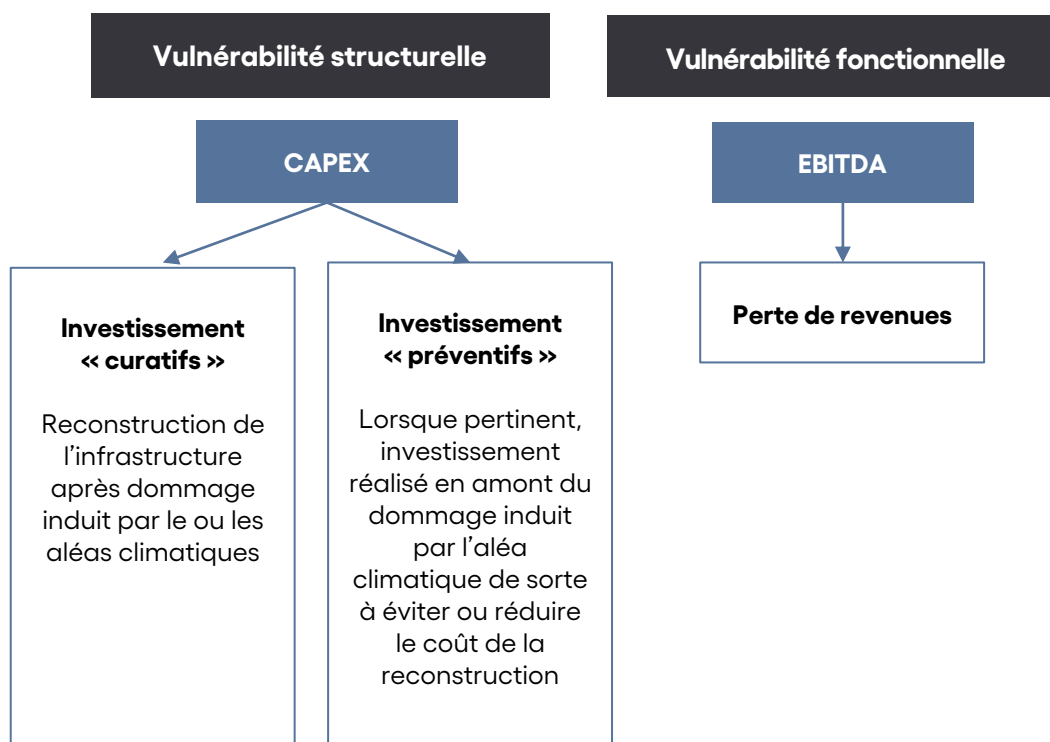 Vulnérabilité structurelle
CAPEX
Investissement
« curatifs »
Reconstruction de
l'infrastructure
après dommage
induit par le ou les
aléas climatiques
Investissement
« préventifs »
Lorsque pertinent,
investissement
réalisé en amont du
dommage induit
par l'aléa
climatique de sorte
à éviter ou réduire
le coût de la
reconstruction
Vulnérabilité fonctionnelle
EBITDA
Perte de revenues